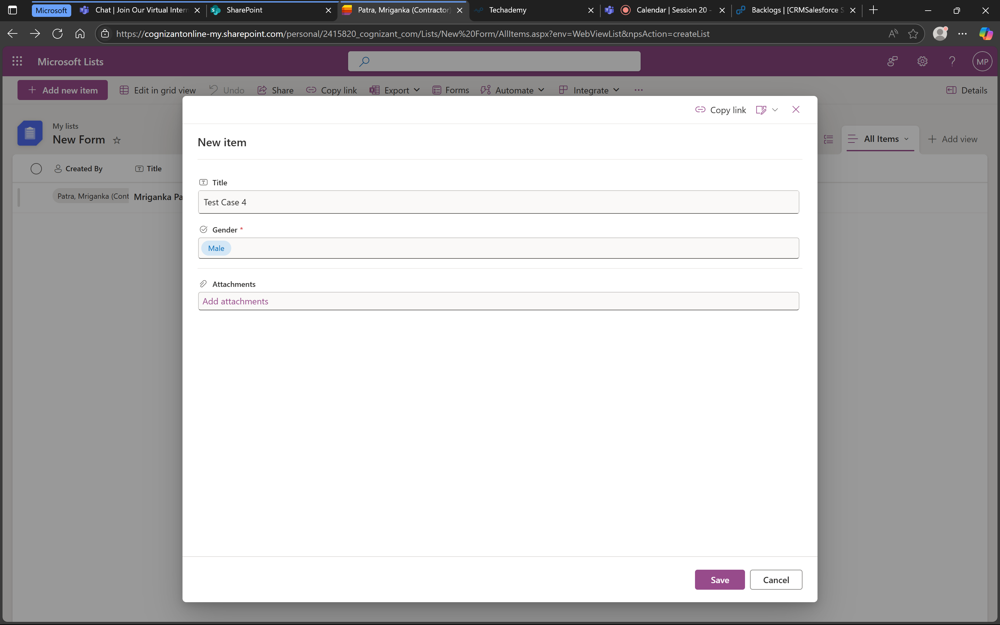 Microsoft
Chat | Join Our Virtual Intern
SharePoint
Patra, Mriganka (Contractor)
Techademy
Calendar | Session 20 -
Backlogs | [CRMSalesforce S
https://cognizantonline-my.sharepoint.com/personal/2415820_cognizant_com/Lists/New%20Form/AllItems.aspx?env=WebViewList&npsAction=createList
Microsoft Lists
MP
Add new item
Edit in grid view
Undo
Share
Copy link
Export
Forms
Automate
Integrate
Details
Copy link
My lists
New Form
All Items
Add view
New item
Created By
Title
Patra, Mriganka (Cont
Mriganka Pa
Title
Test Case 4
Gender *
Male
Attachments
Add attachments
Save
Cancel